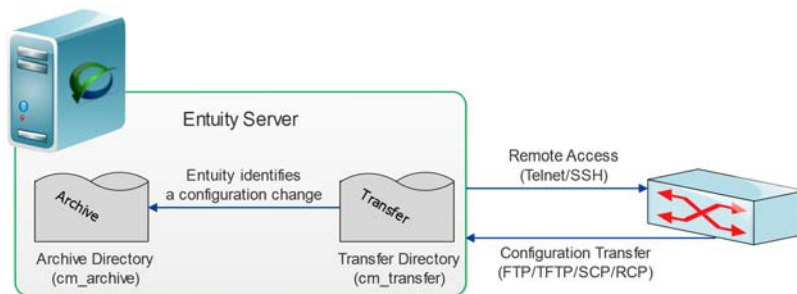 Entuity Server
Entuity identifies
a configuration change
Archive
Transfer
Archive Directory
(cm_archive)
Transfer Directory
(cm_transfer)
Remote Access
(Telnet/SSH)
Configuration Transfer
(FTP/TFTP/SCP/RCP)